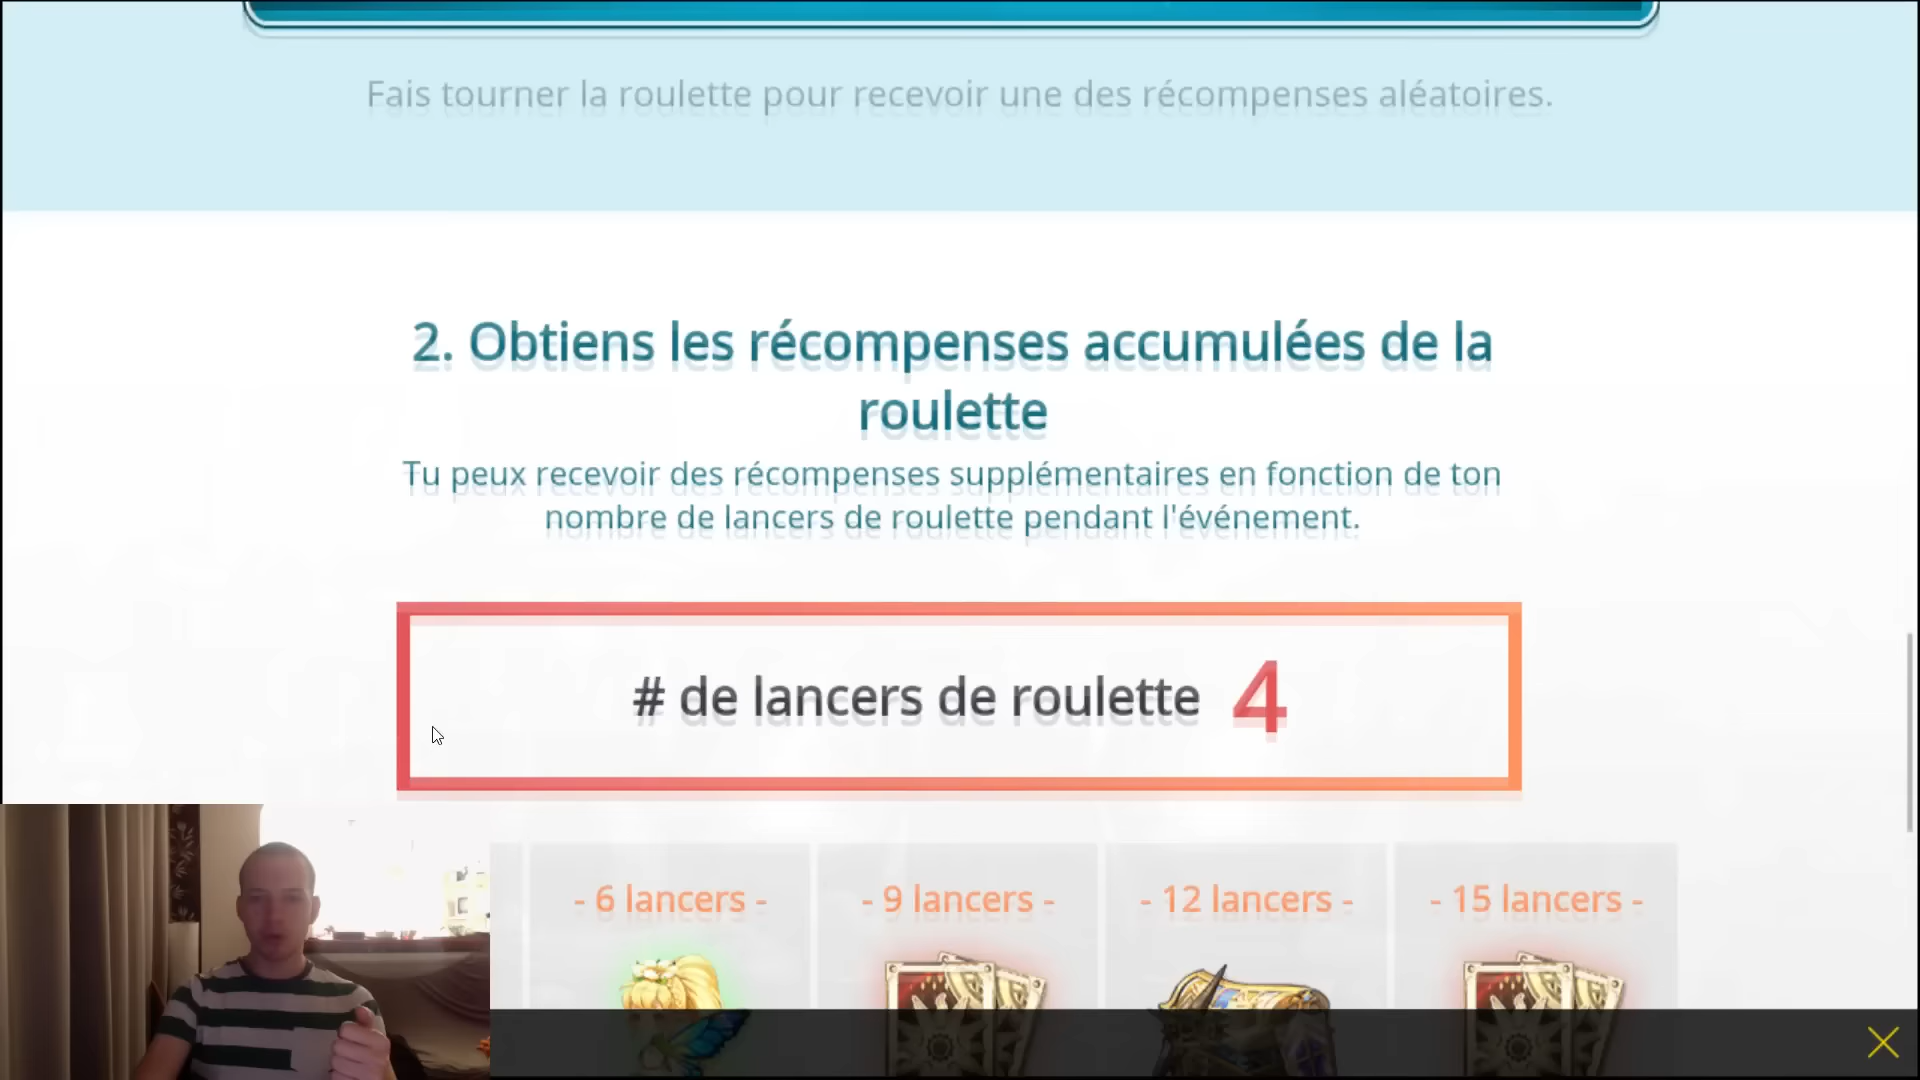 Fais tourner la roulette pour recevoir une des récompenses aléatoires.
2. Obtiens les récompenses accumulées de la
roulette
Tu peux recevoir des récompenses supplémentaires en fonction de ton
nombre de lancers de roulette pendant l'événement.
# de lancers de roulette 4
- 6 lancers -
- 9 lancers -
- 12 lancers -
- 15 lancers -